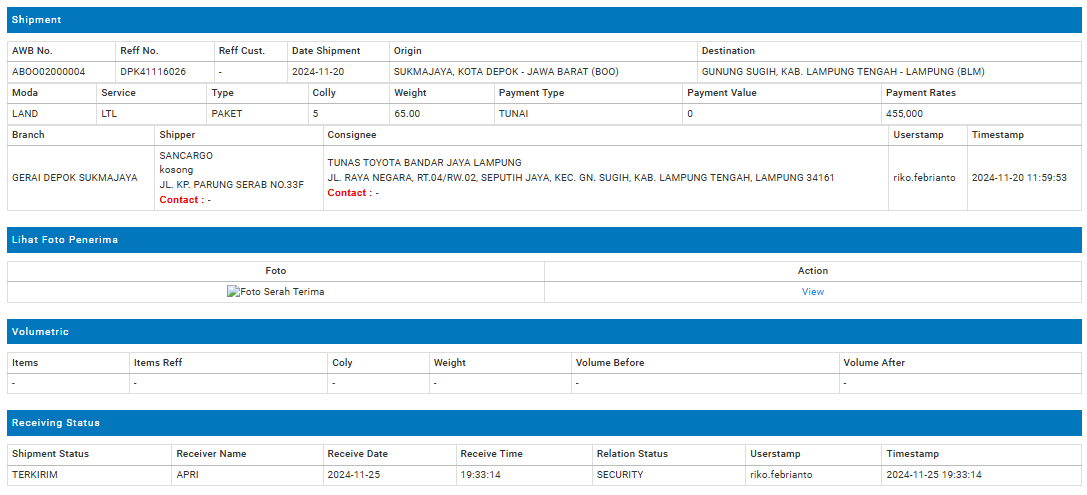 Shipment
AWB No. Reff No. Reff Cust. Date Shipment Origin Destination
ABOO02000004 DPK41116026 - 2024-11-20 SUKMAJAYA, KOTA DEPOK - JAWA BARAT (BOO) GUNUNG SUGIH, KAB. LAMPUNG TENGAH - LAMPUNG (BLM)
Moda Service Type Colly Weight Payment Type Payment Value Payment Rates
LAND LTL PAKET 5 65.00 TUNAI 0 455,000
Branch Shipper Consignee Userstamp Timestamp
GERAI DEPOK SUKMAJAYA
SANCARGO
kosong
JL. KP. PARUNG SERAB NO.33F
Contact : -
TUNAS TOYOTA BANDAR JAYA LAMPUNG
JL. RAYA NEGARA, RT.04/RW.02, SEPUTIH JAYA, KEC. GN. SUGIH, KAB. LAMPUNG TENGAH, LAMPUNG 34161
Contact : -
riko.febrianto 2024-11-20 11:59:53
Lihat Foto Penerima
Foto Action
Foto Serah Terima View
Volumetric
Items Items Reff Coly Weight Volume Before Volume After
- - - - - -
Receiving Status
Shipment Status Receiver Name Receive Date Receive Time Relation Status Userstamp Timestamp
TERKIRIM APRI 2024-11-25 19:33:14 SECURITY riko.febrianto 2024-11-25 19:33:14